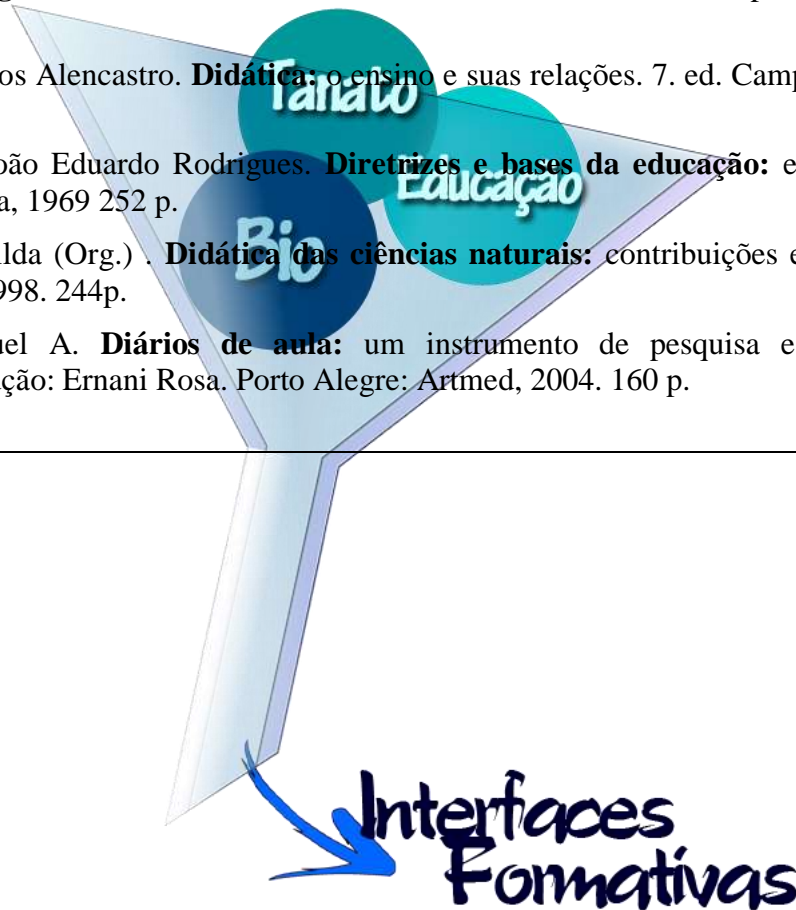 os Alencastro. Didática: o ensino e suas relações. 7. ed. Camp
oão Eduardo Rodrigues. Diretrizes e bases da educação: e
a, 1969 252 p.
lda (Org.) . Didática das ciências naturais: contribuições e
998. 244p.
uel A. Diários de aula: um instrumento de pesquisa e
ção: Ernani Rosa. Porto Alegre: Artmed, 2004. 160 p.
Tanato
Educação
Bio
Interfaces
Formativas